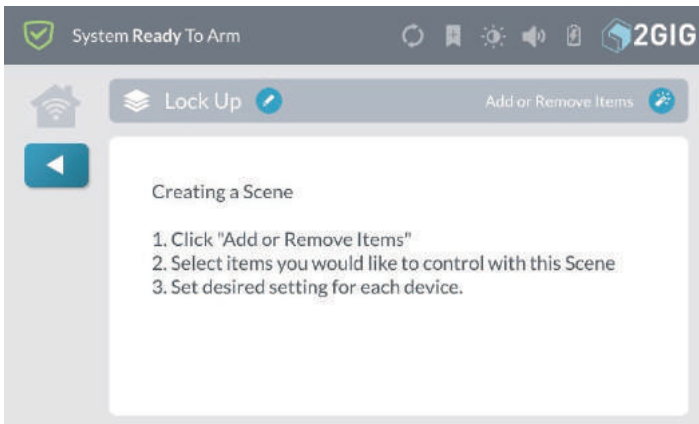 System Ready To Arm
2GIG
Lock Up
Add or Remove Items
Creating a Scene
1. Click "Add or Remove Items"
2. Select items you would like to control with this Scene
3. Set desired setting for each device.